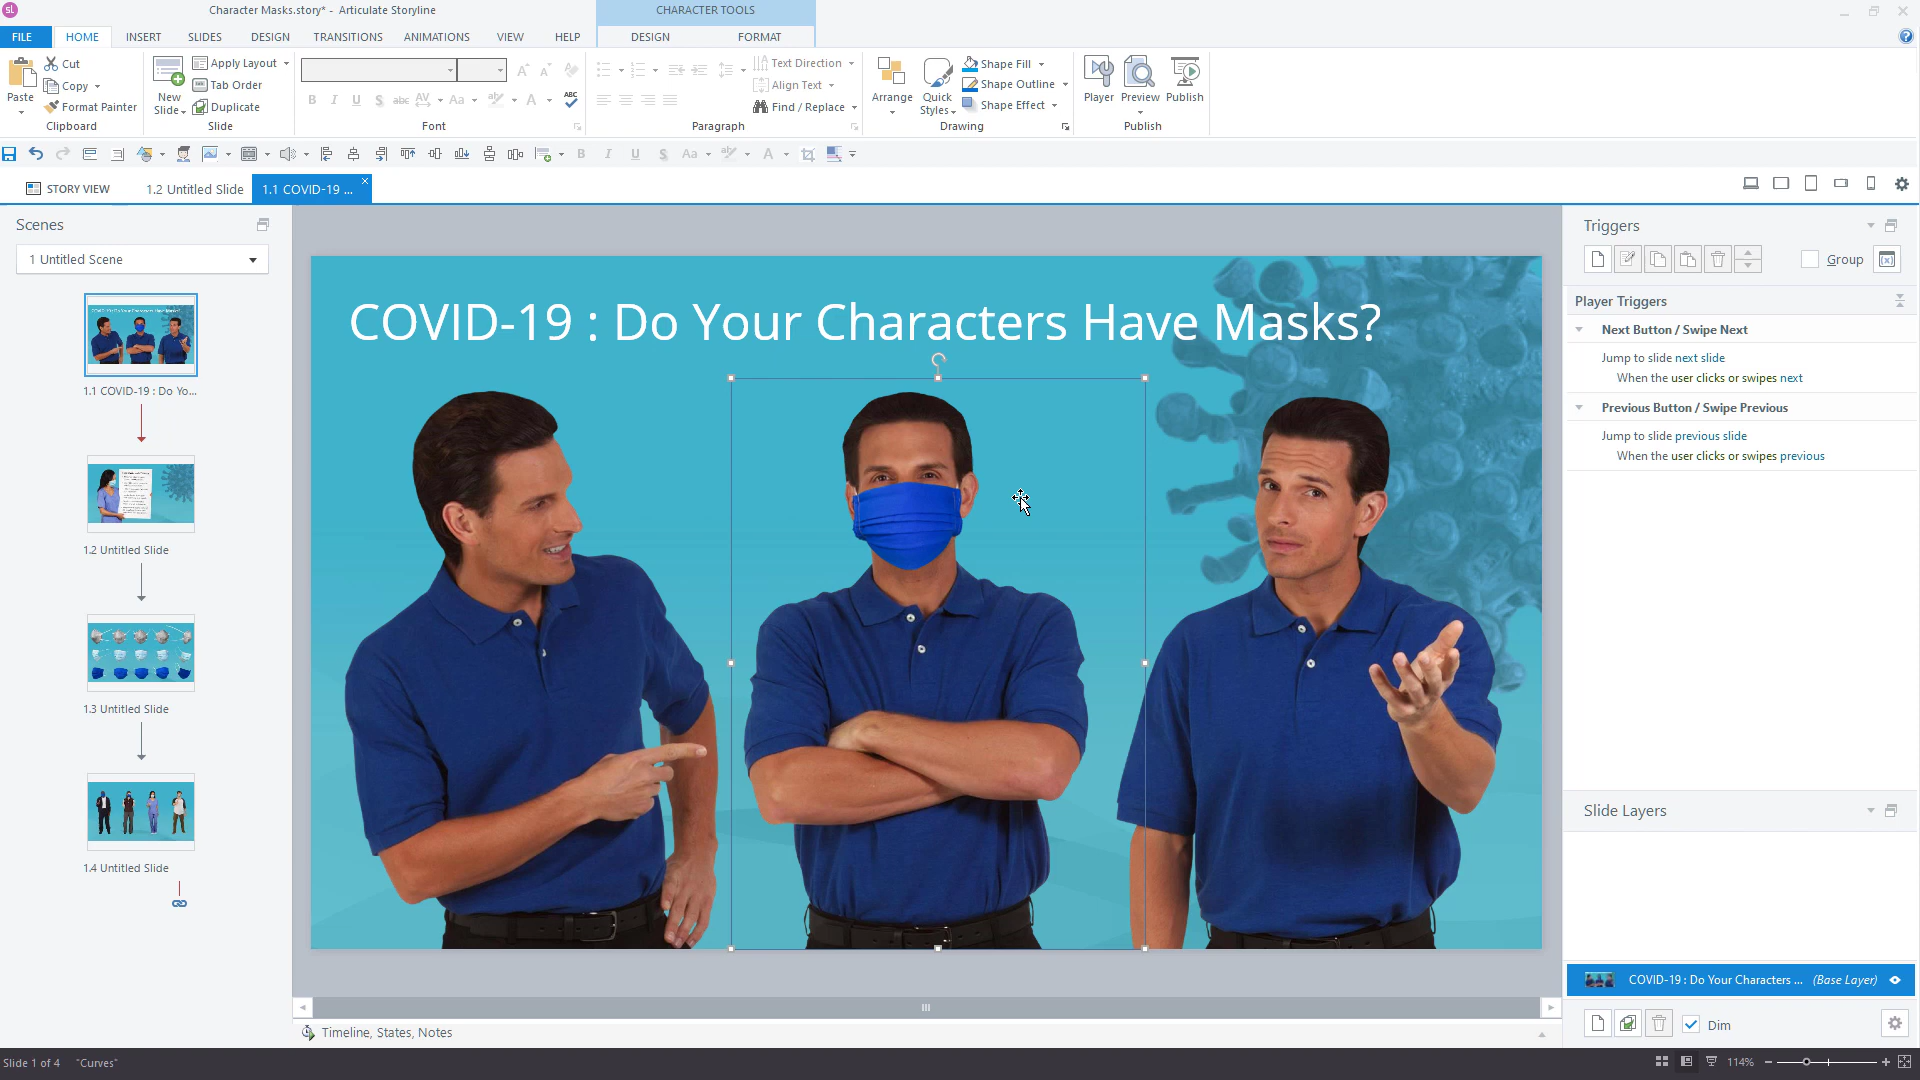 Character Masks.story* - Articulate Storyline
CHARACTER TOOLS
FILE HOME INSERT SLIDES DESIGN TRANSITIONS ANIMATIONS VIEW HELP DESIGN FORMAT
Paste
Cut
Copy
Format Painter
Clipboard
New Slide
Apply Layout
Tab Order
Duplicate
Slide
Font
Text Direction
Align Text
Find / Replace
Paragraph
Arrange
Quick Styles
Shape Fill
Shape Outline
Shape Effect
Drawing
Player
Preview
Publish
Publish
STORY VIEW
1.2 Untitled Slide
1.1 COVID-19 ...
Scenes
1 Untitled Scene
1.1 COVID-19 : Do Yo...
1.2 Untitled Slide
1.3 Untitled Slide
1.4 Untitled Slide
COVID-19 : Do Your Characters Have Masks?
Timeline, States, Notes
Triggers
Group
Player Triggers
Next Button / Swipe Next
Jump to slide next slide
When the user clicks or swipes next
Previous Button / Swipe Previous
Jump to slide previous slide
When the user clicks or swipes previous
Slide Layers
COVID-19 : Do Your Characters ... (Base Layer)
Dim
Slide 1 of 4 "Curves"
114%